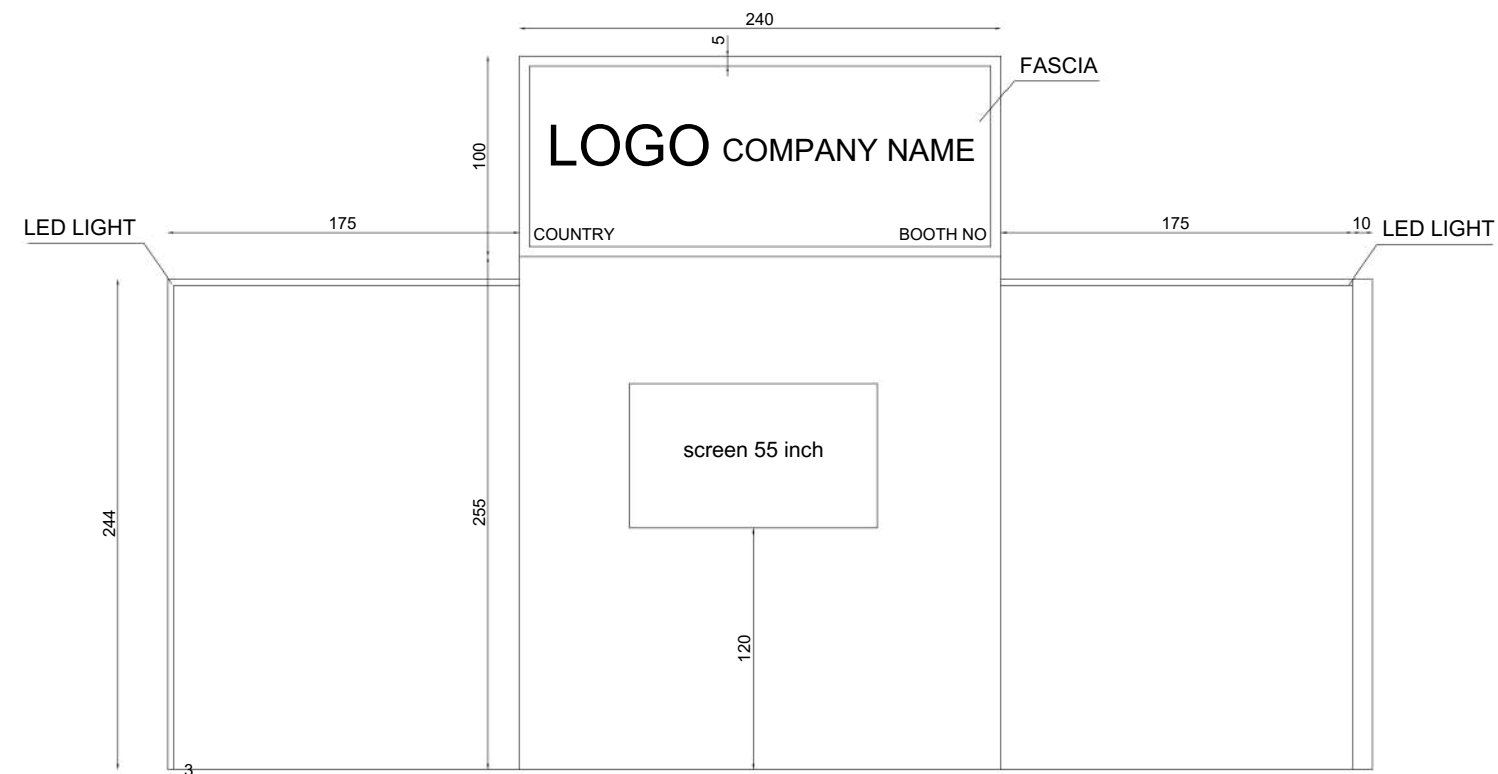 240
5
FASCIA
LOGO COMPANY NAME
100
LED LIGHT
175
COUNTRY
BOOTH NO
175
10
LED LIGHT
screen 55 inch
244
255
120
3